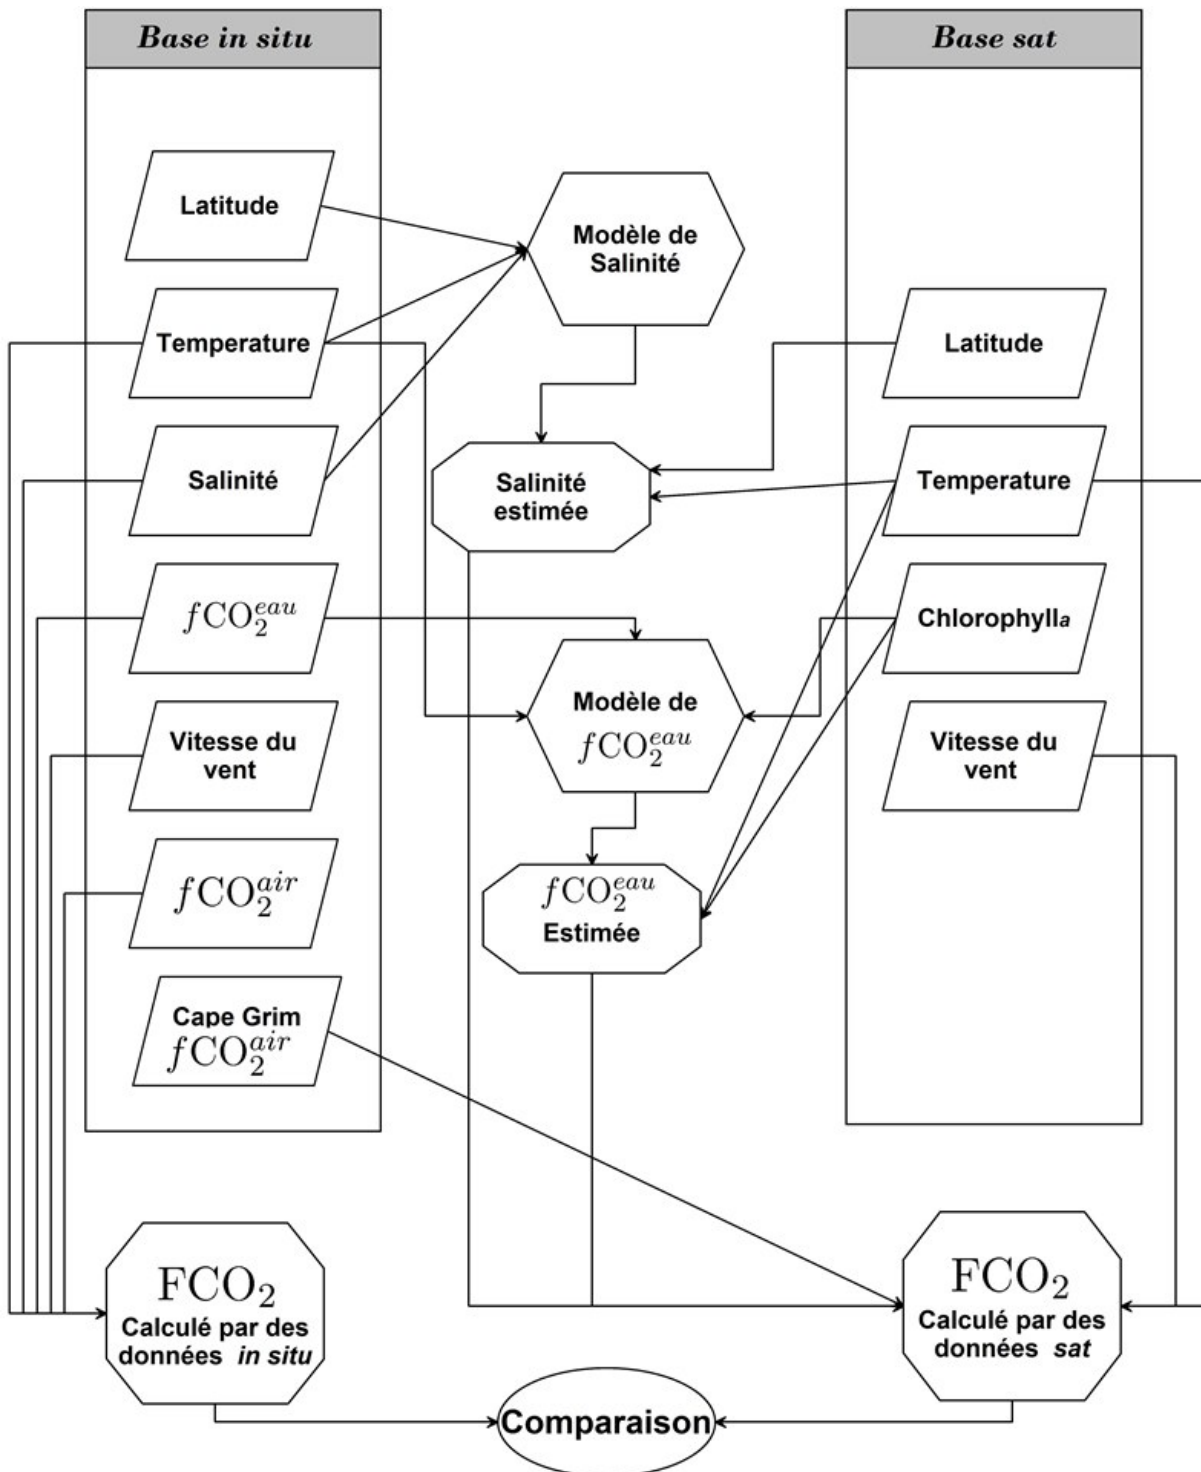 Base in situ
Latitude
Temperature
Salinité
fCO₂ᵉᵃᵘ
Vitesse du
vent
fCO₂ᵃⁱʳ
Cape Grim
fCO₂ᵃⁱʳ
Modèle de
Salinité
Salinité
estimée
Modèle de
fCO₂ᵉᵃᵘ
fCO₂ᵉᵃᵘ
Estimée
Base sat
Latitude
Temperature
Chlorophylla
Vitesse du
vent
FCO₂
Calculé par des
données in situ
FCO₂
Calculé par des
données sat
Comparaison